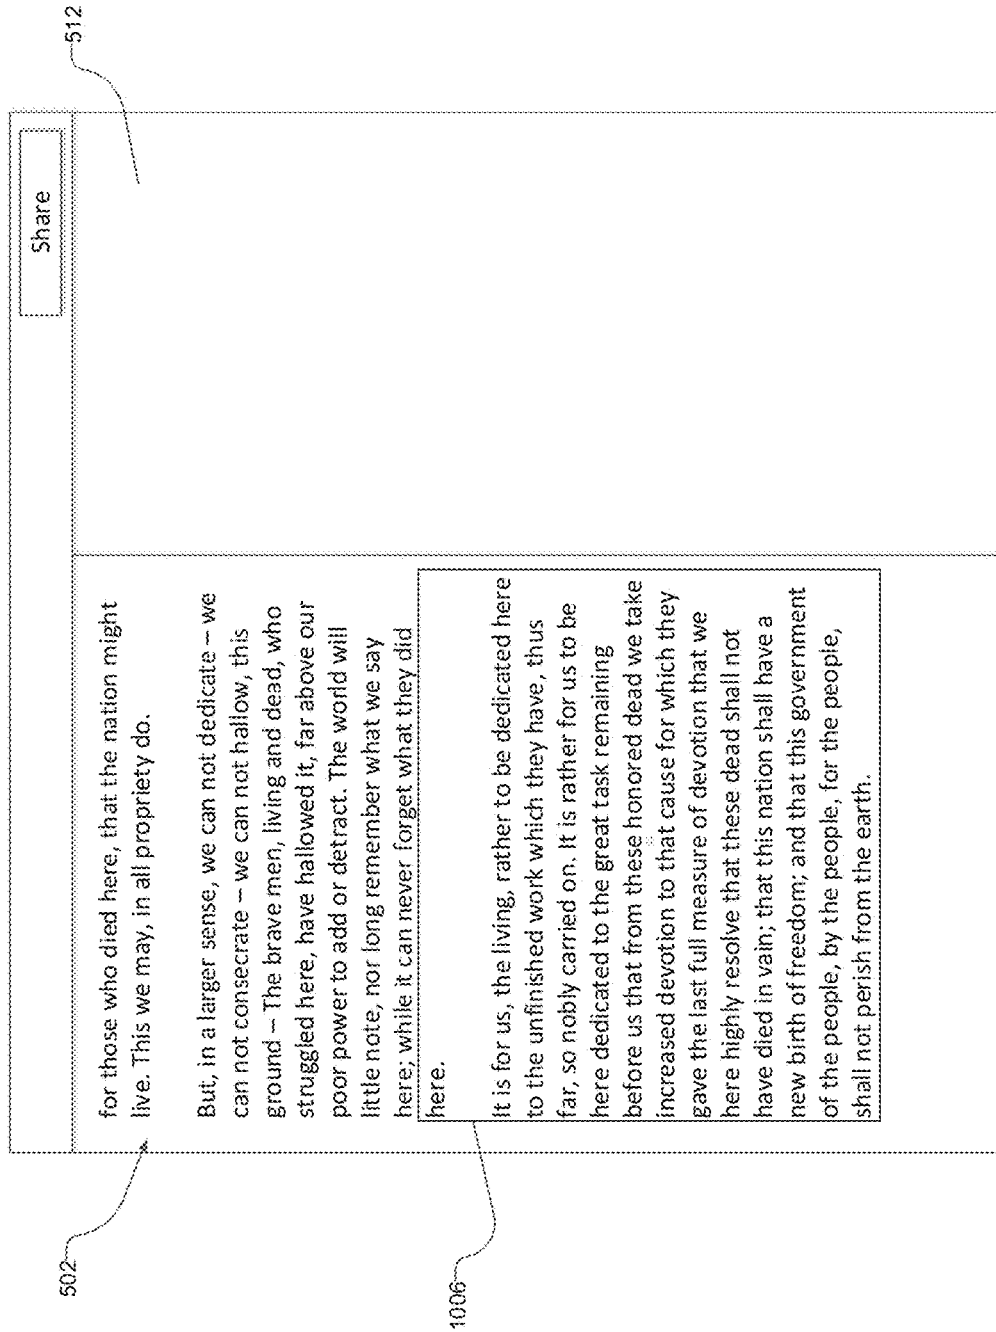 512
Share
for those who died here, that the nation might
live. This we may, in all propriety do.
But, in a larger sense, we can not dedicate – we
can not consecrate – we can not hallow, this
ground – The brave men, living and dead, who
struggled here, have hallowed it, far above our
poor power to add or detract. The world will
little note, nor long remember what we say
here; while it can never forget what they did
here.
It is for us, the living, rather to be dedicated here
to the unfinished work which they have, thus
far, so nobly carried on. It is rather for us to be
here dedicated to the great task remaining
before us that from these honored dead we take
increased devotion to that cause for which they
gave the last full measure of devotion that we
here highly resolve that these dead shall not
have died in vain; that this nation shall have a
new birth of freedom; and that this government
of the people, by the people, for the people,
shall not perish from the earth.
502
1006